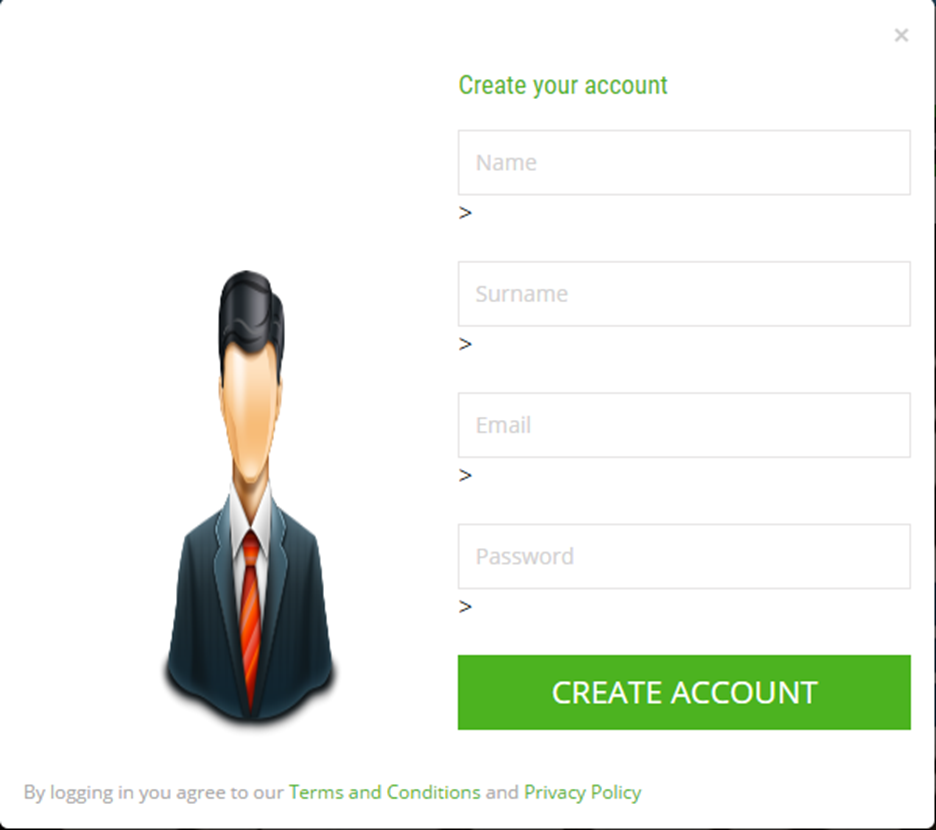 ×
Create your account
Name
>
Surname
>
Email
>
Password
>
CREATE ACCOUNT
By logging in you agree to our Terms and Conditions and Privacy Policy